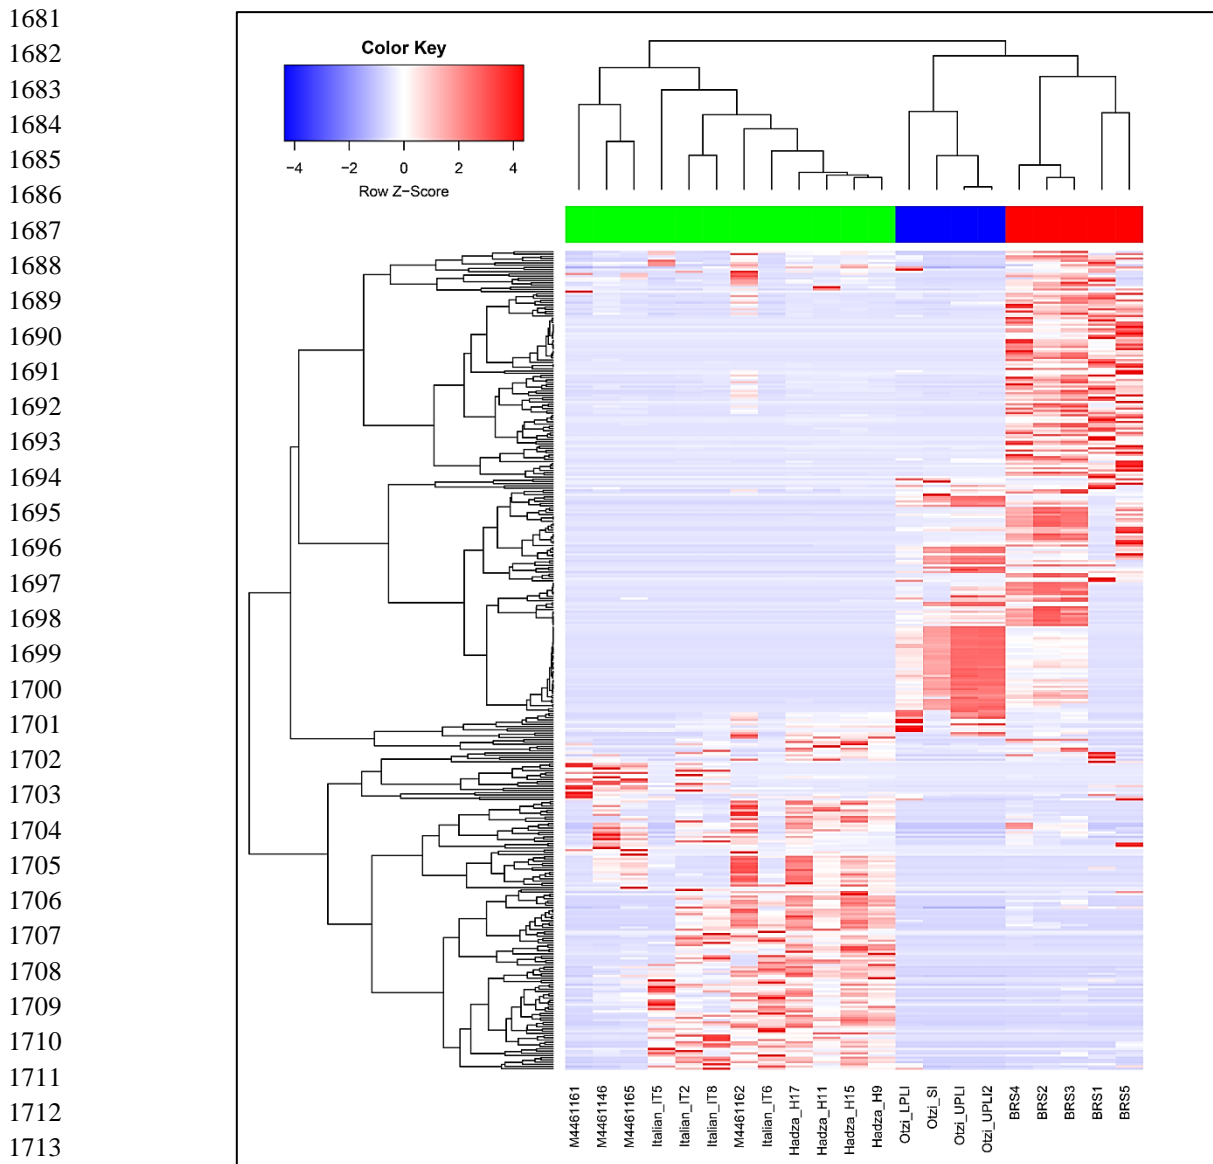 1681
1682
1683
1684
1685
1686
1687
1688
1689
1690
1691
1692
1693
1694
1695
1696
1697
1698
1699
1700
1701
1702
1703
1704
1705
1706
1707
1708
1709
1710
1711
1712
1713
Color Key
−4 −2 0 2 4
Row Z−Score
M4461161
M4461146
M4461165
Italian_IT5
Italian_IT2
Italian_IT8
M4461162
Italian_IT6
Hadza_H17
Hadza_H11
Hadza_H15
Hadza_H9
Otzi_LPLI
Otzi_SI
Otzi_UPLI
Otzi_UPLI2
BRS4
BRS2
BRS3
BRS1
BRS5